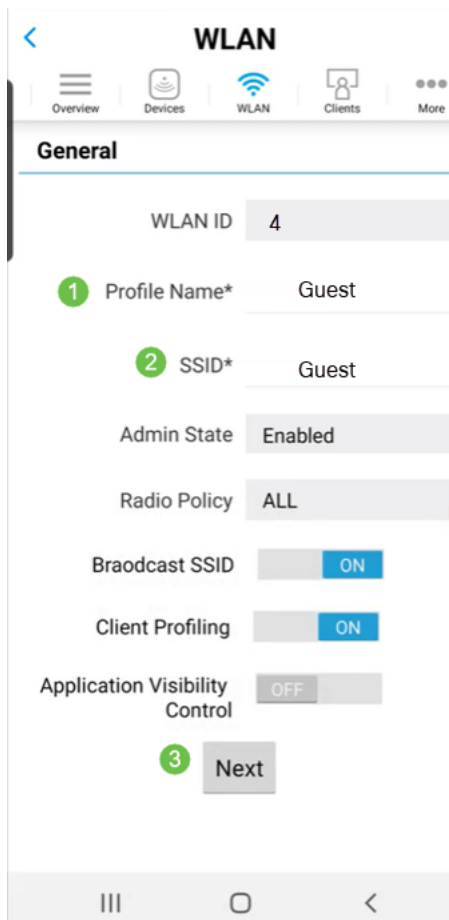 WLAN
Overview Devices WLAN Clients More
General
WLAN ID 4
1 Profile Name* Guest
2 SSID* Guest
Admin State Enabled
Radio Policy ALL
Braodcast SSID ON
Client Profiling ON
Application Visibility OFF
Control
3 Next